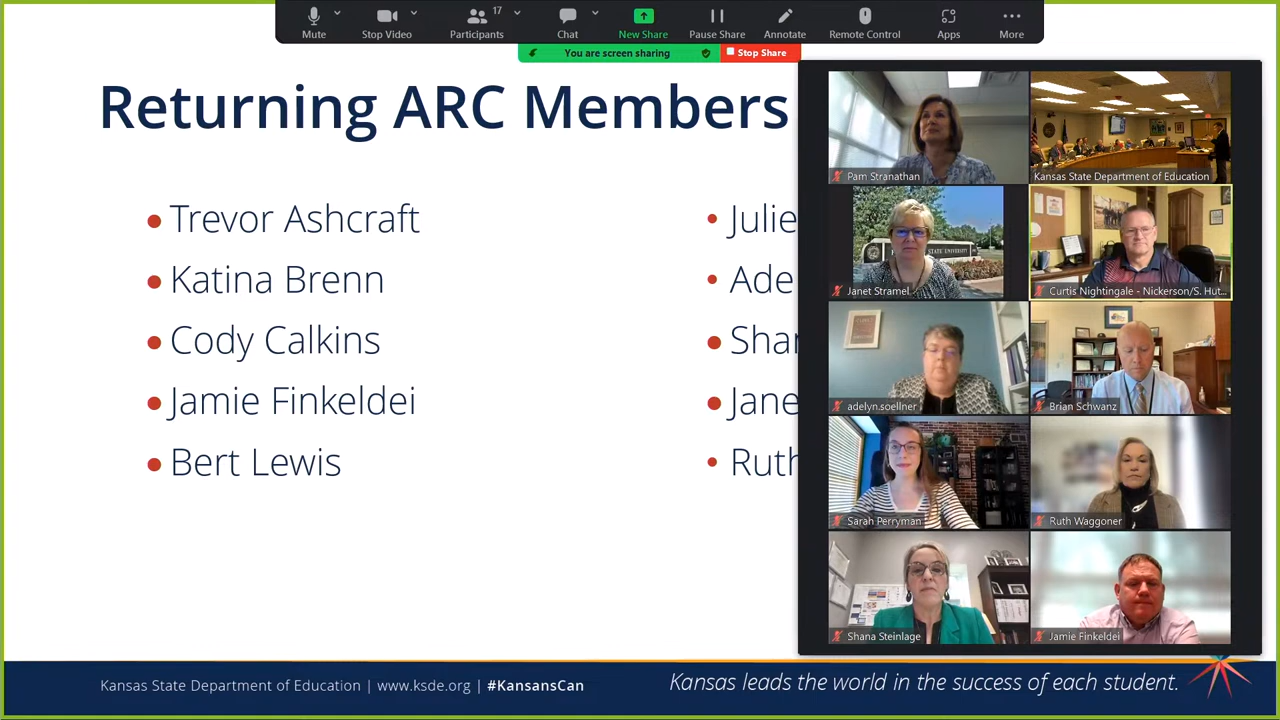 17
Mute
Stop Video
Participants
Chat
New Share
Pause Share
Annotate
Remote Control
Apps
More
You are screen sharing
Stop Share
Returning ARC Members
Trevor Ashcraft
Katina Brenn
Cody Calkins
Jamie Finkeldei
Bert Lewis
Julie
Ade
Shar
Jane
Ruth
Pam Stranathan
Kansas State Department of Education
Janet Stramel
STATE UNIVERSITY
Curtis Nightingale - Nickerson/S. Hut...
adelyn.soellner
Brian Schwanz
Sarah Perryman
Ruth Waggoner
Shana Steinlage
Jamie Finkeldei
Kansas State Department of Education | www.ksde.org | #KansansCan
Kansas leads the world in the success of each student.